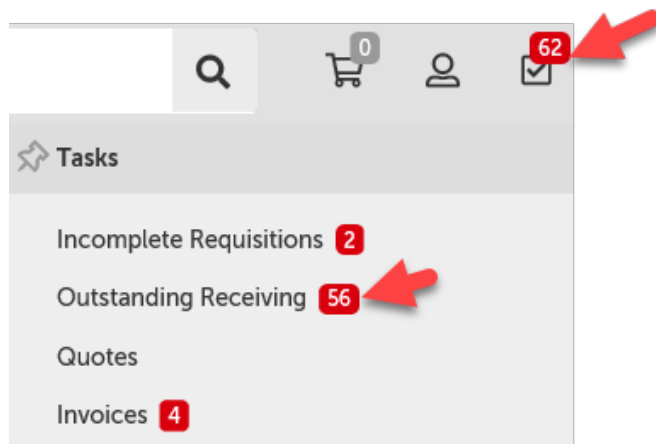 0 62
Tasks
Incomplete Requisitions 2
Outstanding Receiving 56
Quotes
Invoices 4